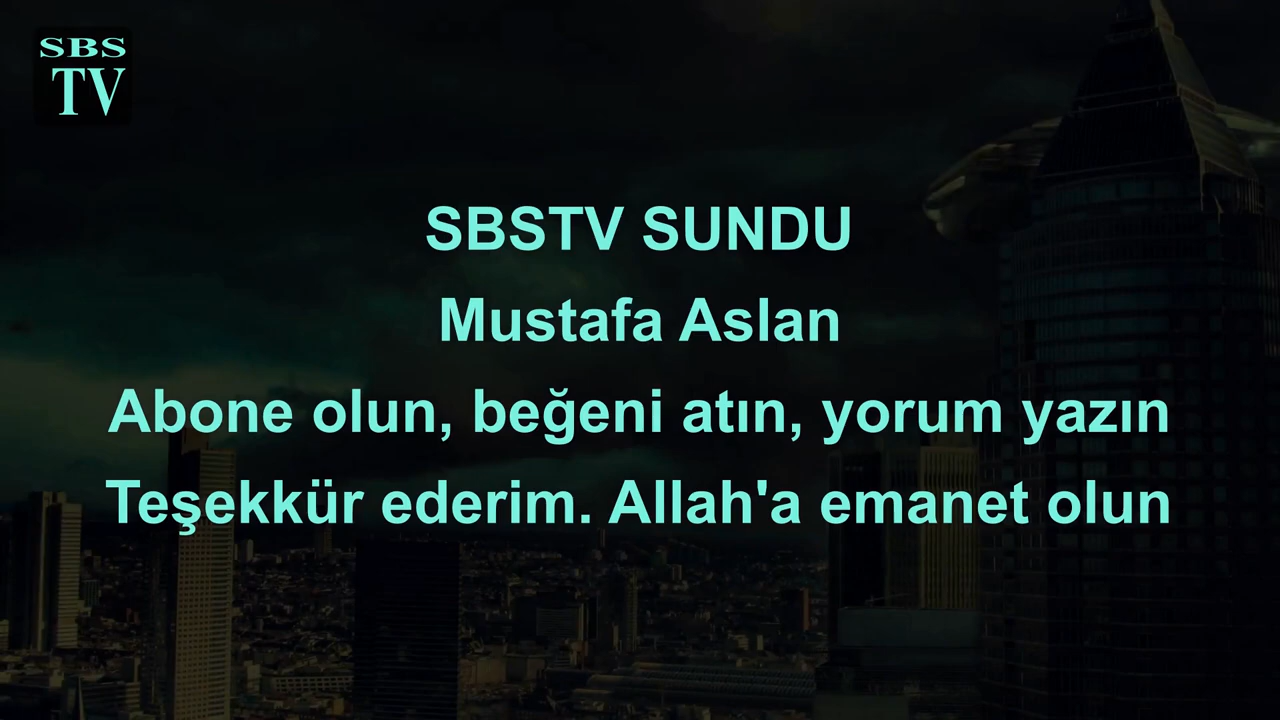 SBS
TV
SBSTV SUNDU
Mustafa Aslan
Abone olun, beğeni atın, yorum yazın
Teşekkür ederim. Allah'a emanet olun